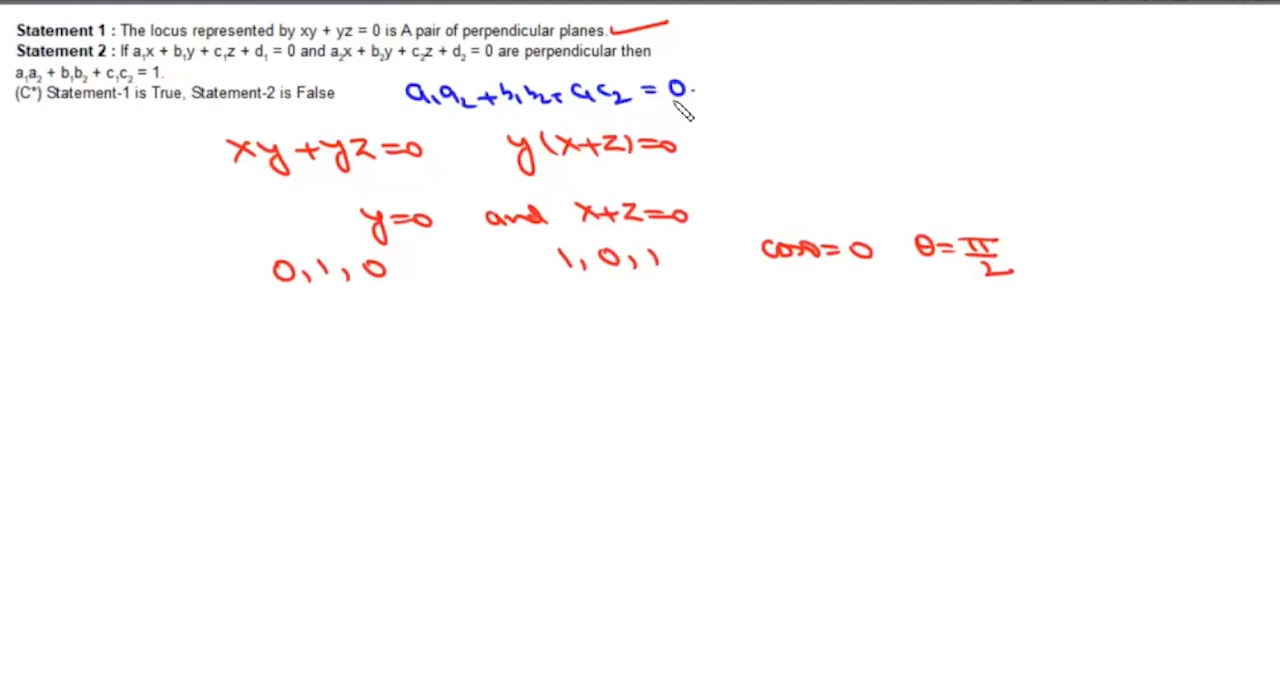 Statement 1 : The locus represented by xy + yz = 0 is A pair of perpendicular planes.
Statement 2 : If a₁x + b₁y + c₁z + d₁ = 0 and a₂x + b₂y + c₂z + d₂ = 0 are perpendicular then
a₁a₂ + b₁b₂ + c₁c₂ = 1.
(C*) Statement-1 is True, Statement-2 is False
a₁a₂ + b₁b₂ + c₁c₂ = 0.
xy + yz = 0 y(x+z) = 0
y=0 and x+z=0
0, 1, 0 1, 0, 1 cosθ = 0 θ = π/2